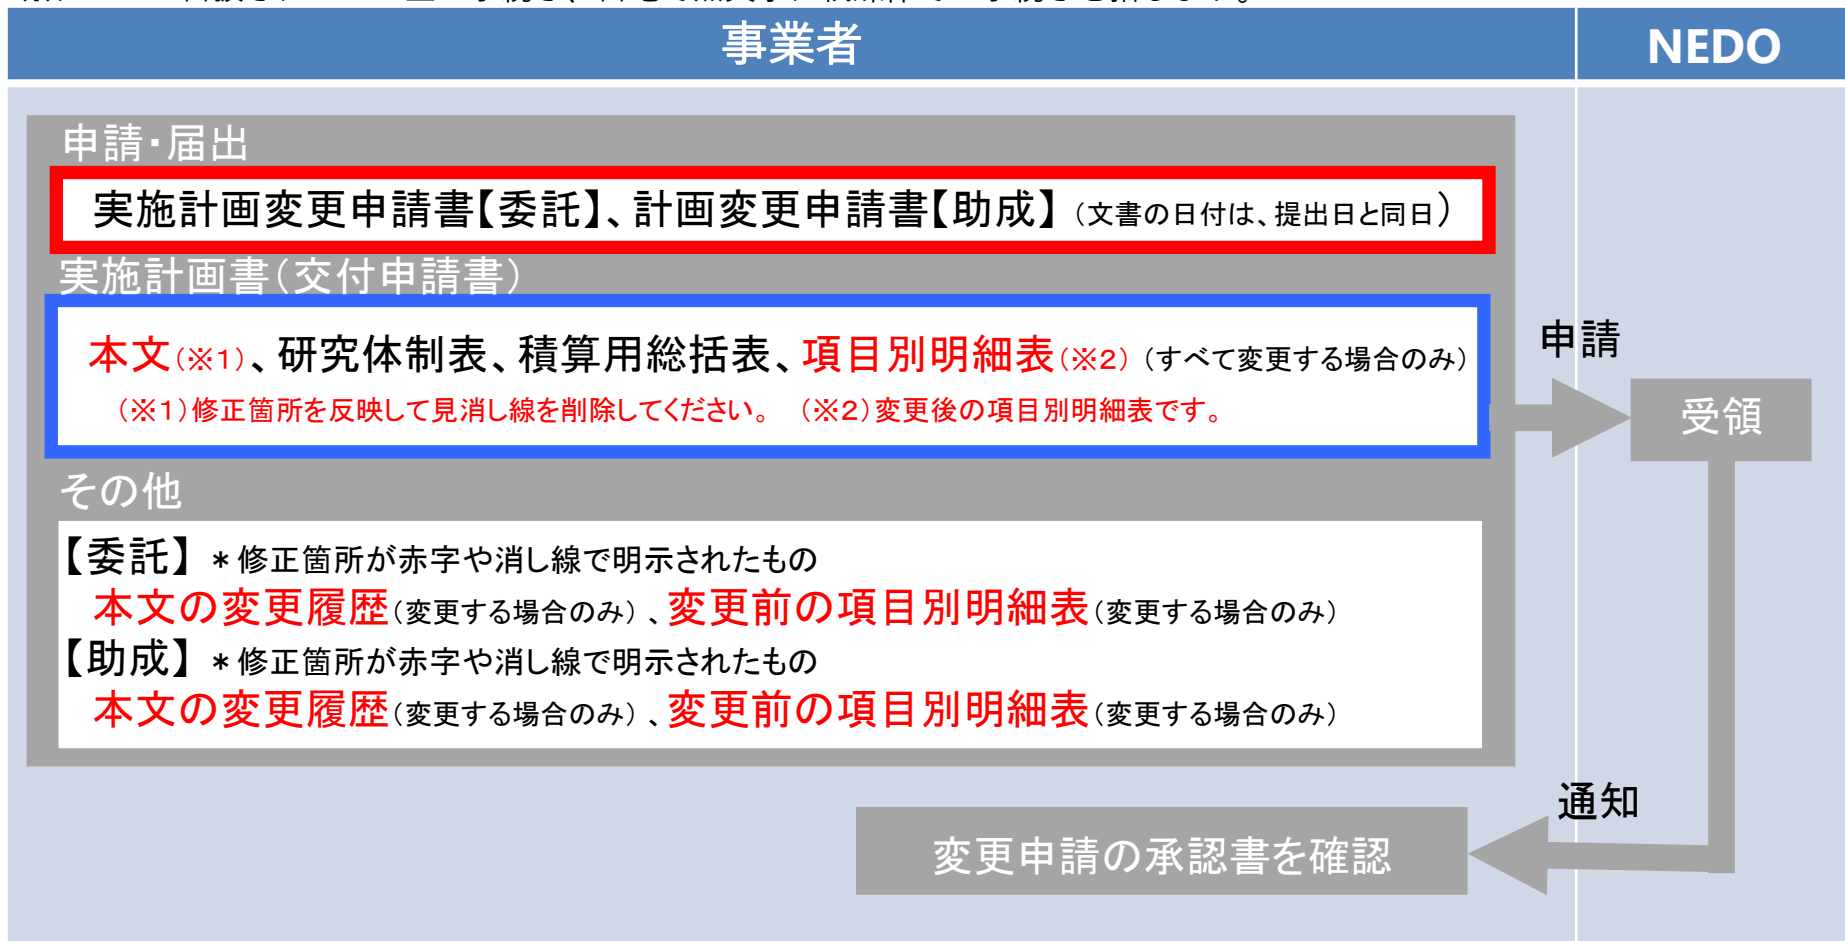 事業者
NEDO
申請・届出
実施計画変更申請書【委託】、計画変更申請書【助成】（文書の日付は、提出日と同日）
実施計画書（交付申請書）
本文（※1）、研究体制表、積算用総括表、項目別明細表（※2）（すべて変更する場合のみ）
（※1）修正箇所を反映して見消し線を削除してください。 （※2）変更後の項目別明細表です。
申請
受領
その他
【委託】 ＊修正箇所が赤字や消し線で明示されたもの
本文の変更履歴（変更する場合のみ）、変更前の項目別明細表（変更する場合のみ）
【助成】 ＊修正箇所が赤字や消し線で明示されたもの
本文の変更履歴（変更する場合のみ）、変更前の項目別明細表（変更する場合のみ）
通知
変更申請の承認書を確認